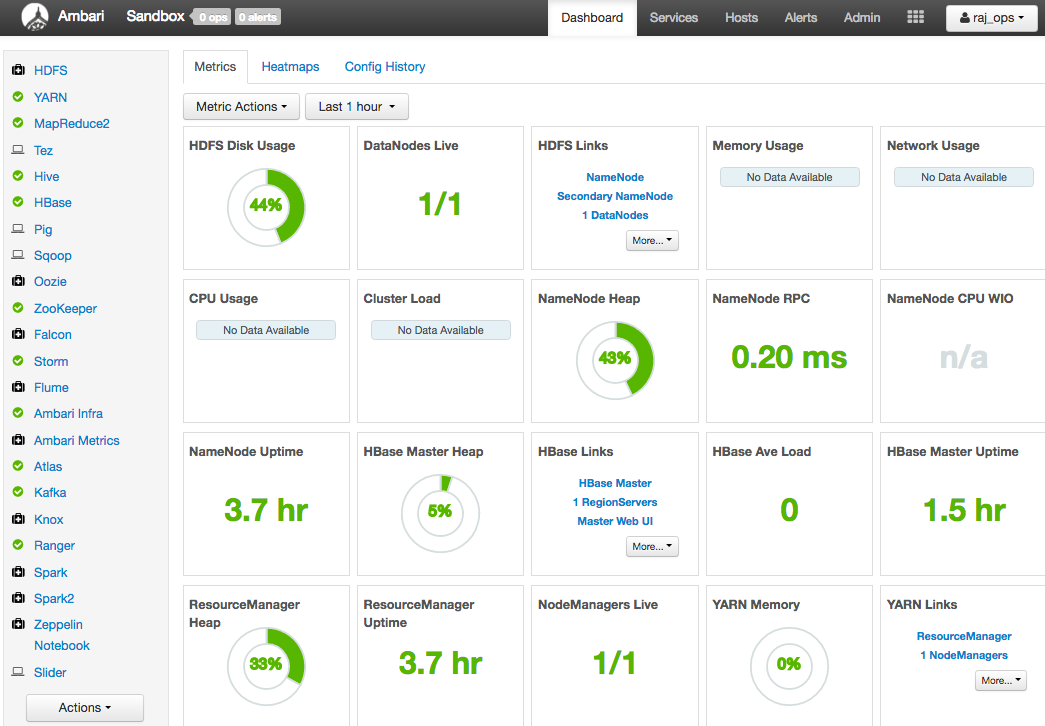 Ambari Sandbox 0 ops 0 alerts Dashboard Services Hosts Alerts Admin raj_ops
HDFS
YARN
MapReduce2
Tez
Hive
HBase
Pig
Sqoop
Oozie
ZooKeeper
Falcon
Storm
Flume
Ambari Infra
Ambari Metrics
Atlas
Kafka
Knox
Ranger
Spark
Spark2
Zeppelin
Notebook
Slider
Actions
Metrics Heatmaps Config History
Metric Actions Last 1 hour
HDFS Disk Usage
44%
DataNodes Live
1/1
HDFS Links
NameNode
Secondary NameNode
1 DataNodes
More...
Memory Usage
No Data Available
Network Usage
No Data Available
CPU Usage
No Data Available
Cluster Load
No Data Available
NameNode Heap
43%
NameNode RPC
0.20 ms
NameNode CPU WIO
n/a
NameNode Uptime
3.7 hr
HBase Master Heap
5%
HBase Links
HBase Master
1 RegionServers
Master Web UI
More...
HBase Ave Load
0
HBase Master Uptime
1.5 hr
ResourceManager
Heap
33%
ResourceManager
Uptime
3.7 hr
NodeManagers Live
1/1
YARN Memory
0%
YARN Links
ResourceManager
1 NodeManagers
More...